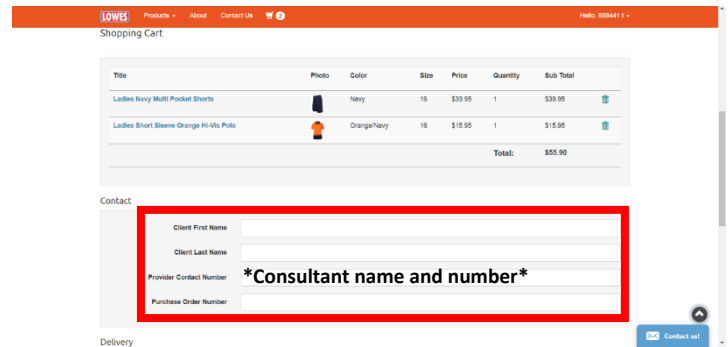 LOWES Products About Contact Us 2 Hello, 888441 1
Shopping Cart
Title Photo Color Size Price Quantity Sub Total
Ladies Navy Multi Pocket Shorts Navy 16 $39.95 1 $39.95
Ladies Short Sleeve Orange Hi-Vis Polo Orange/Navy 16 $15.95 1 $15.95
Total: $55.90
Contact
Client First Name
Client Last Name
Provider Contact Number *Consultant name and number*
Purchase Order Number
Contact us!
Delivery